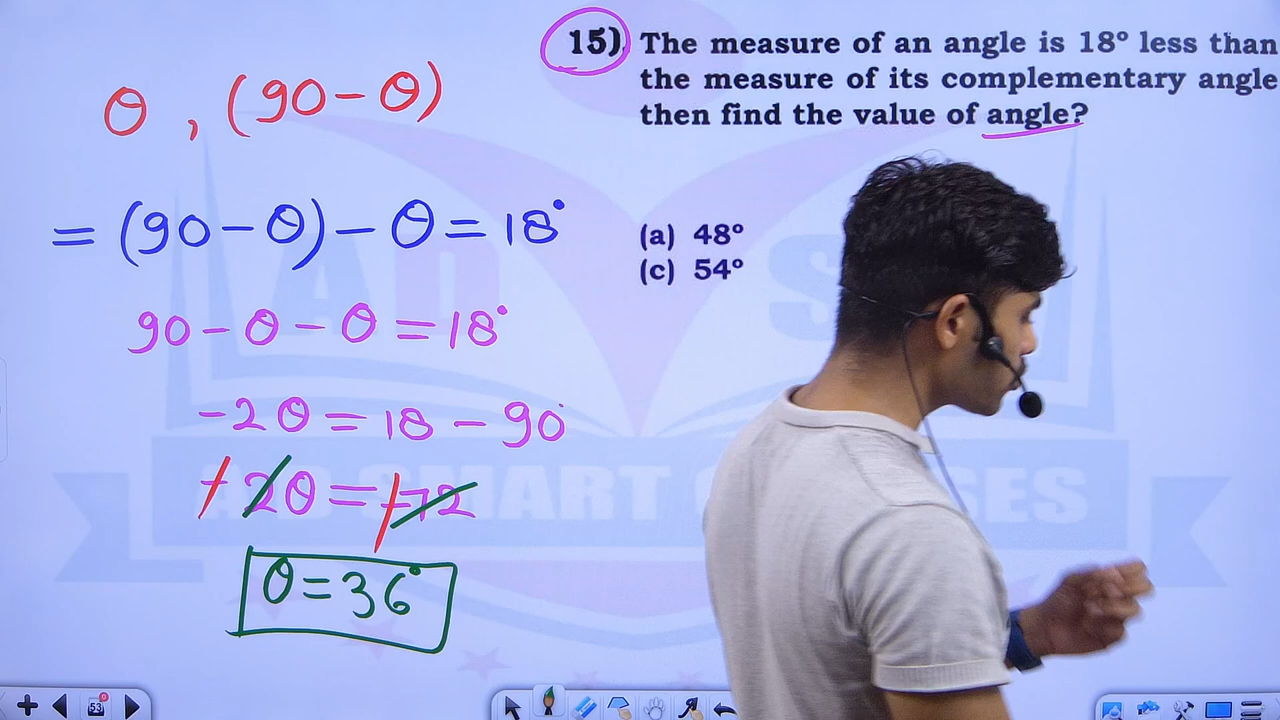 15) The measure of an angle is 18° less than
the measure of its complementary angle
then find the value of angle?
(a) 48°
(c) 54°
θ , (90-θ)
= (90-θ)-θ=18°
90-θ-θ=18°
-2θ=18-90
-2θ=-72
θ=36°
53